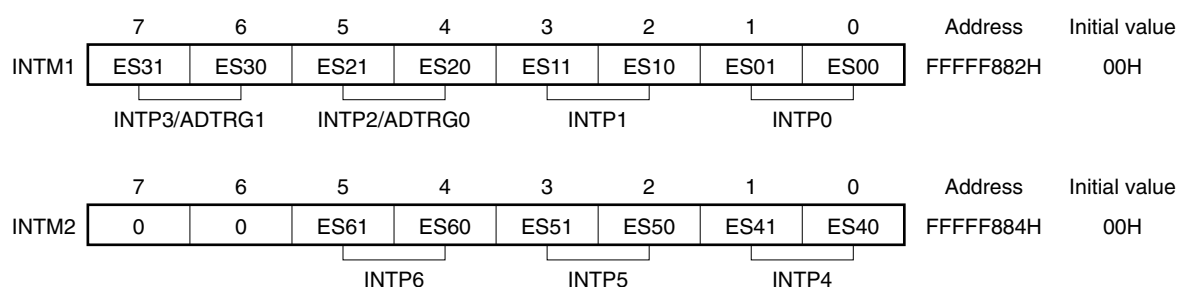 7 6 5 4 3 2 1 0 Address Initial value
INTM1 ES31 ES30 ES21 ES20 ES11 ES10 ES01 ES00 FFFFF882H 00H
INTP3/ADTRG1 INTP2/ADTRG0 INTP1 INTP0
7 6 5 4 3 2 1 0 Address Initial value
INTM2 0 0 ES61 ES60 ES51 ES50 ES41 ES40 FFFFF884H 00H
INTP6 INTP5 INTP4